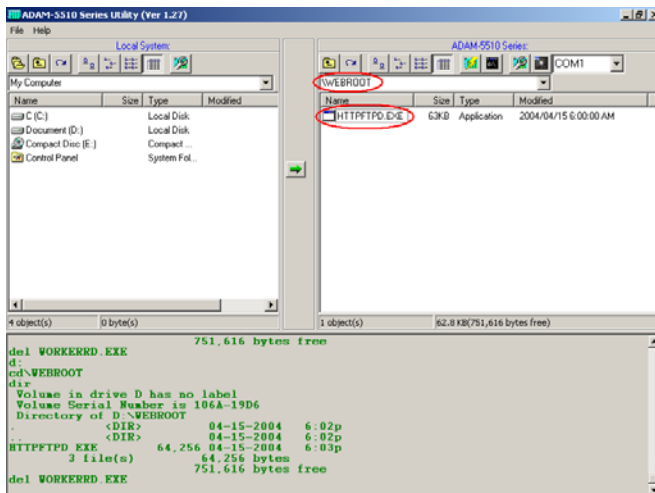 ADAM-5510 Series Utility (Ver 1.27)
File Help
Local System:
ADAM-5510 Series:
COM1
My Computer
\WEBROOT
Name Size Type Modified
Name Size Type Modified
C (C:) Local Disk
HTTPFTPD.EXE 63KB Application 2004/04/15 6:00:00 AM
Document (D:) Local Disk
Compact Disc (E:) Compact ...
Control Panel System Fol...
4 object(s) 0 byte(s)
1 object(s) 62.8 KB(751,616 bytes free)
751,616 bytes free
del WORKERRD.EXE
d:
cd\WEBROOT
dir
Volume in drive D has no label
Volume Serial Number is 106A-19D6
Directory of D:\WEBROOT
. <DIR> 04-15-2004 6:02p
.. <DIR> 04-15-2004 6:02p
HTTPFTPD EXE 64,256 04-15-2004 6:03p
3 file(s) 64,256 bytes
751,616 bytes free
del WORKERRD.EXE